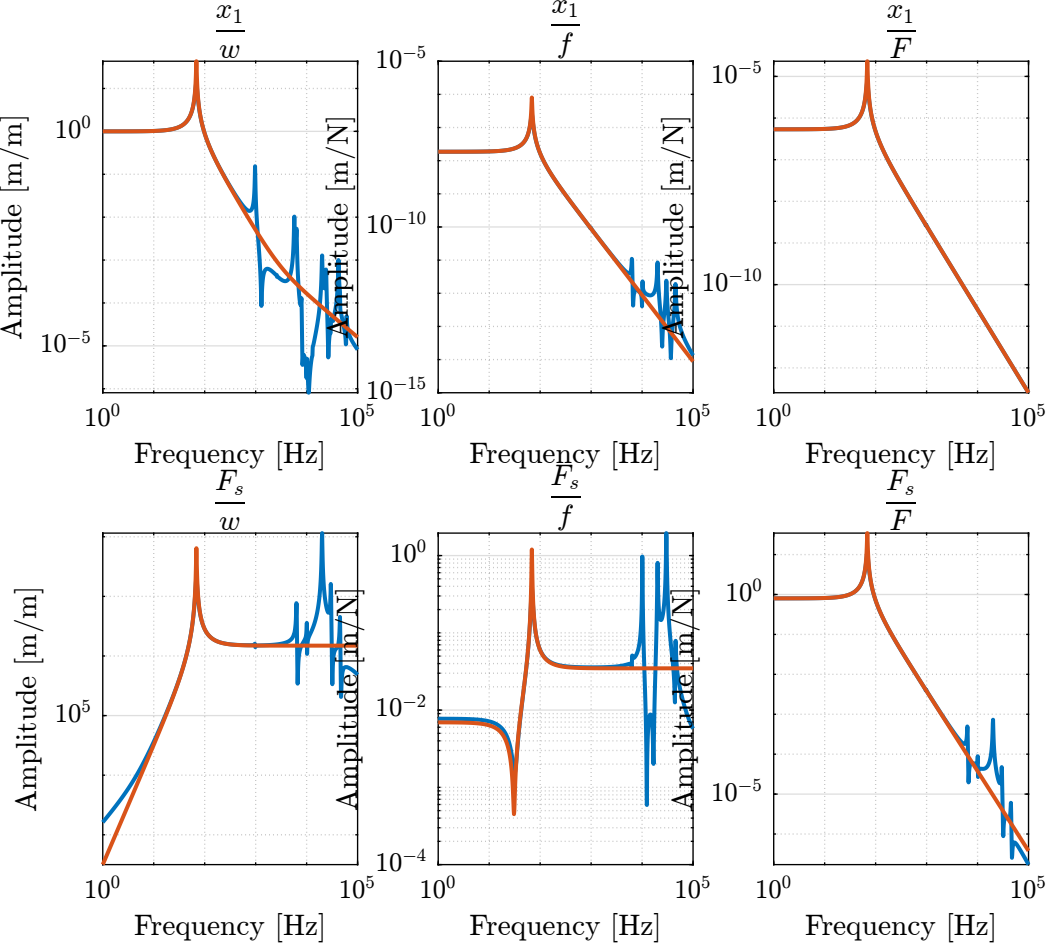 x_1/w
Amplitude [m/m]
10^0
10^-5
10^0
10^5
Frequency [Hz]
x_1/f
Amplitude [m/N]
10^-5
10^-10
10^-15
10^0
10^5
Frequency [Hz]
x_1/F
Amplitude [m/N]
10^-5
10^-10
10^0
10^5
Frequency [Hz]
F_s/w
Amplitude [m/m]
10^5
10^0
10^5
Frequency [Hz]
F_s/f
Amplitude [m/N]
10^0
10^-2
10^-4
10^0
10^5
Frequency [Hz]
F_s/F
Amplitude [m/N]
10^0
10^-5
10^0
10^5
Frequency [Hz]